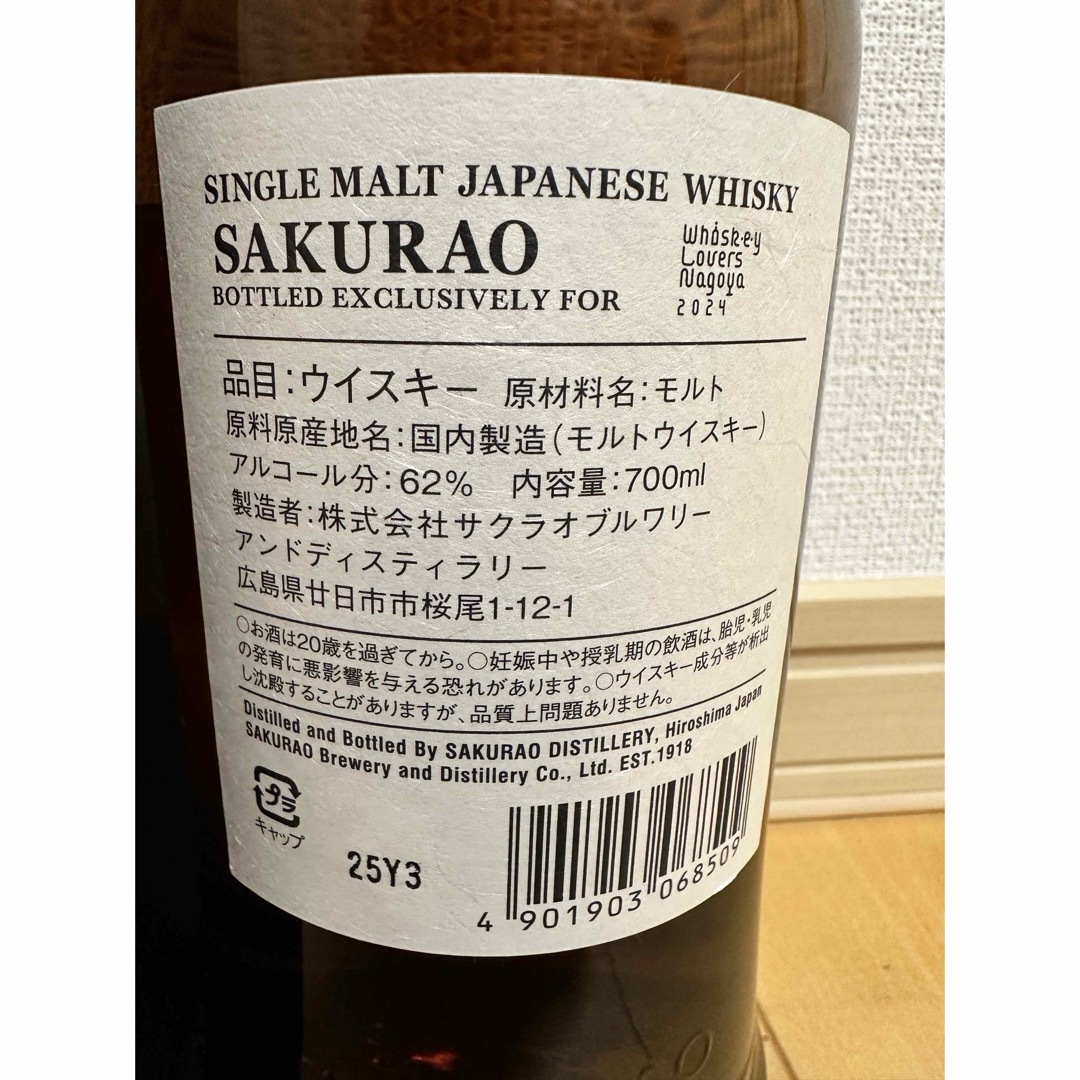 SINGLE MALT JAPANESE WHISKY
SAKURAO
BOTTLED EXCLUSIVELY FOR
Whiskey
Lovers
Nagoya
2024
品目:ウイスキー 原材料名:モルト
原料原産地名:国内製造(モルトウイスキー)
アルコール分:62% 内容量:700ml
製造者:株式会社サクラオブルワリー
アンドディスティラリー
広島県廿日市市桜尾1-12-1
○お酒は20歳を過ぎてから。○妊娠中や授乳期の飲酒は、胎児・乳児
の発育に悪影響を与える恐れがあります。○ウイスキー成分等が析出
し沈殿することがありますが、品質上問題ありません。
Distilled and Bottled By SAKURAO DISTILLERY, Hiroshima Japan
SAKURAO Brewery and Distillery Co., Ltd. EST.1918
プラ
キャップ
25Y3
4 901903 068509